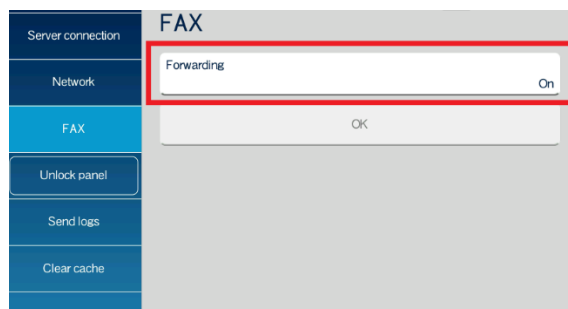 Server connection
Network
FAX
Unlock panel
Send logs
Clear cache
FAX
Forwarding
On
OK